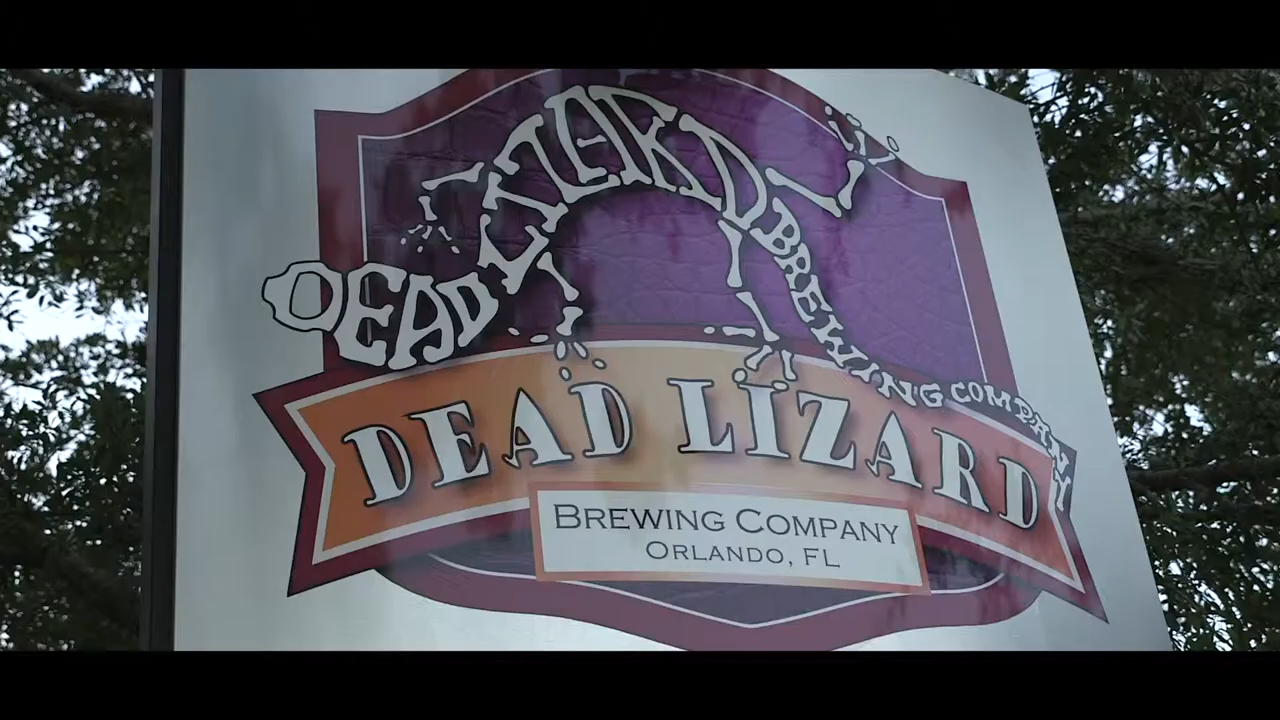 DEAD LIZARD BREWING COMPANY
DEAD LIZARD
BREWING COMPANY
ORLANDO, FL